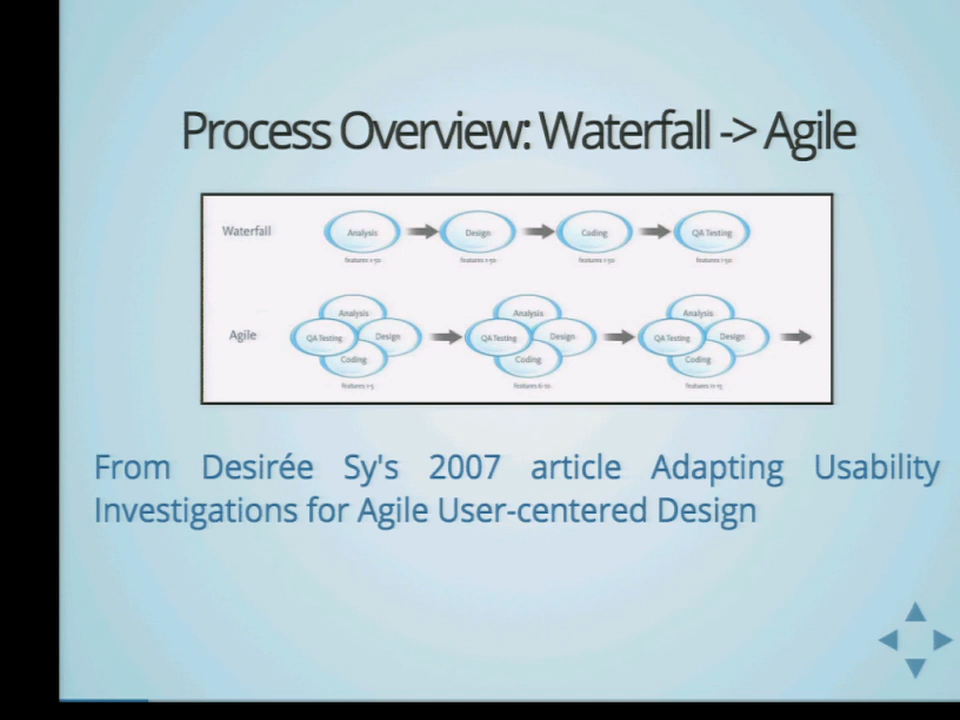 Process Overview: Waterfall -> Agile
Waterfall
Analysis
Design
Coding
QA Testing
features 1-50
features 1-50
features 1-50
features 1-50
Agile
Analysis
QA Testing
Design
Coding
features 1-5
Analysis
QA Testing
Design
Coding
features 6-10
Analysis
QA Testing
Design
Coding
features 11-15
From Desirée Sy's 2007 article Adapting Usability
Investigations for Agile User-centered Design